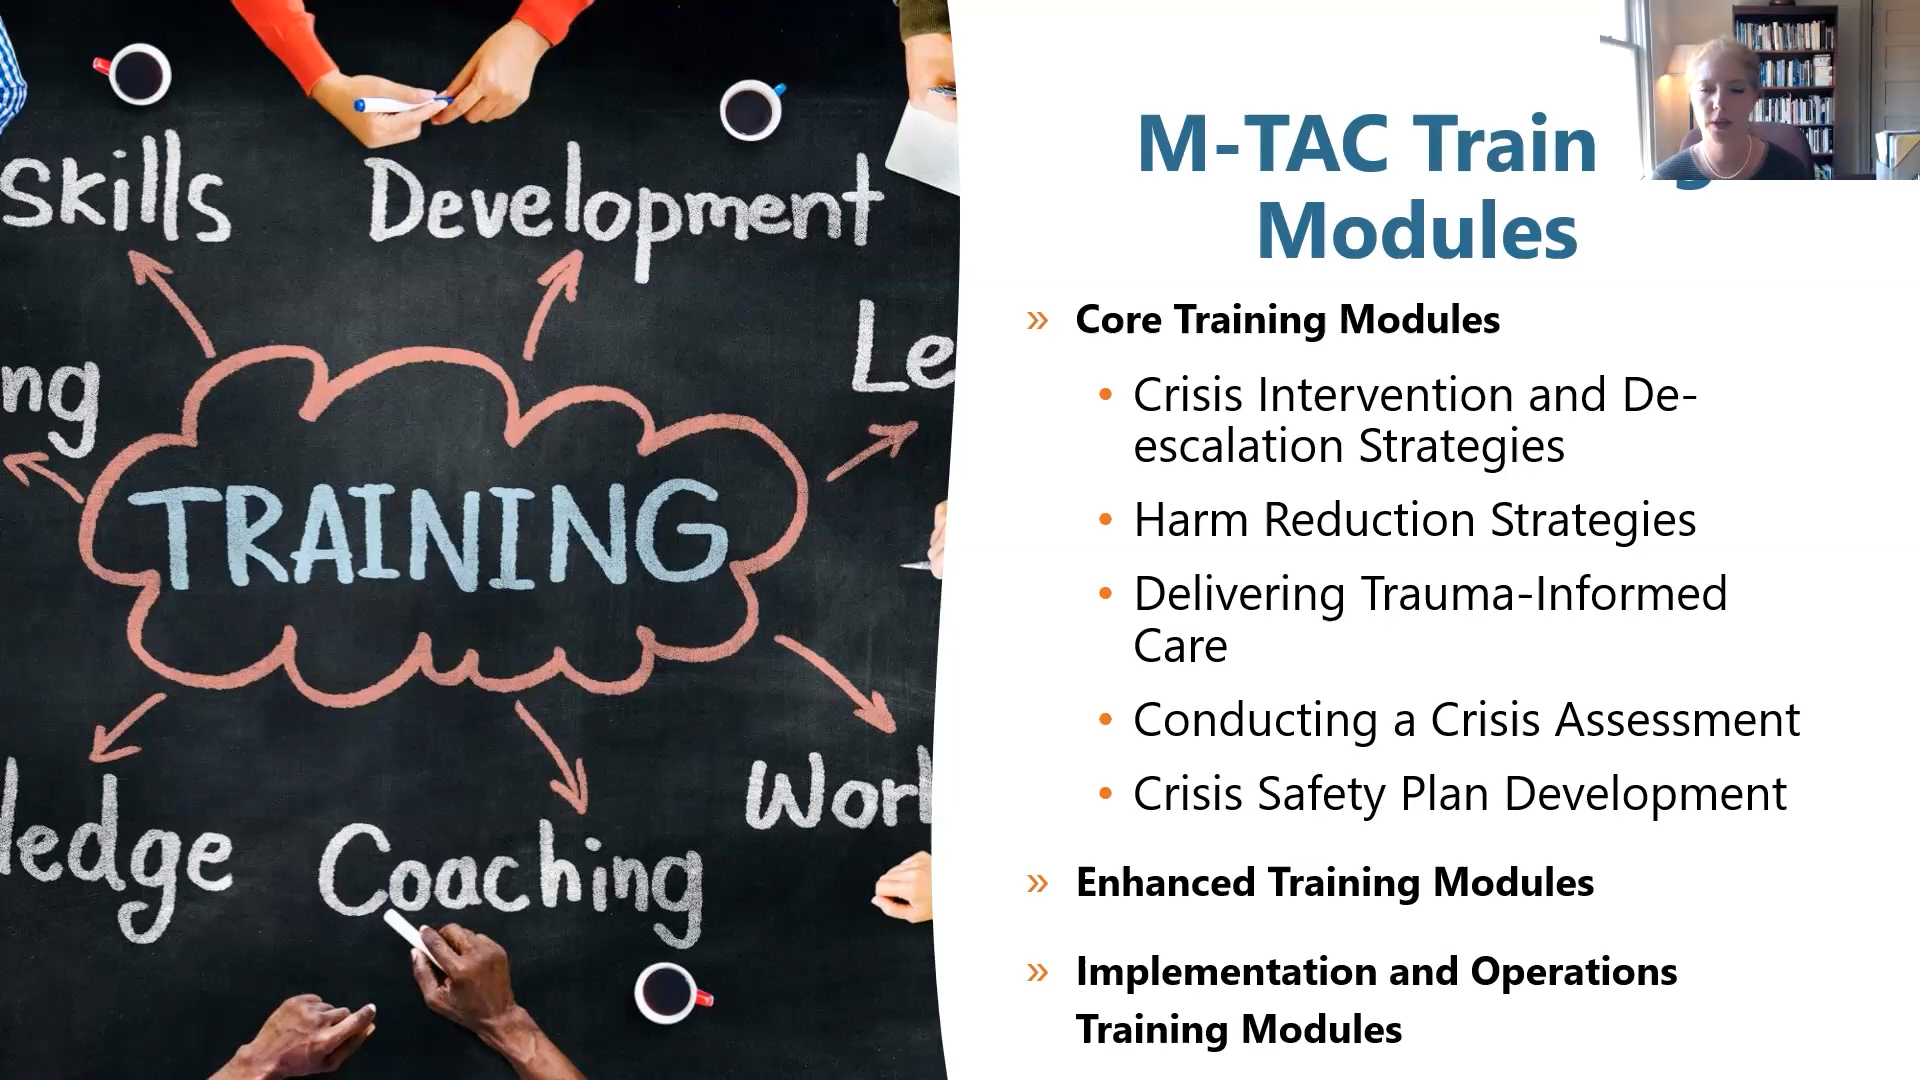 Skills
Development
Le
ng
TRAINING
ledge
Coaching
Work
M-TAC Train g
Modules
» Core Training Modules
• Crisis Intervention and De-
escalation Strategies
• Harm Reduction Strategies
• Delivering Trauma-Informed
Care
• Conducting a Crisis Assessment
• Crisis Safety Plan Development
» Enhanced Training Modules
» Implementation and Operations
Training Modules